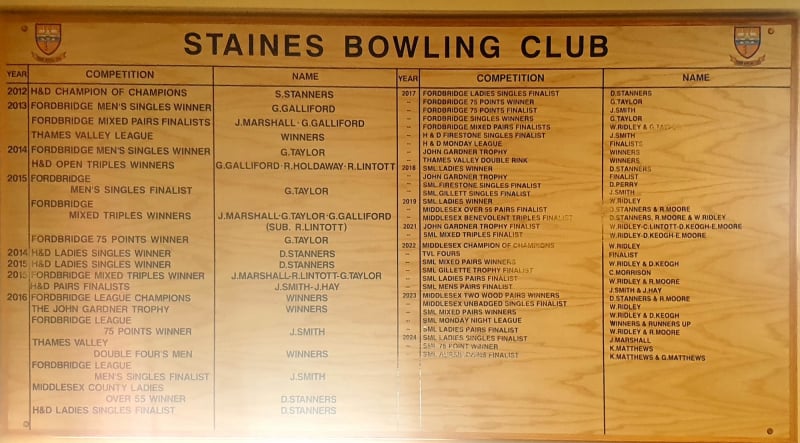 STAINES BOWLING CLUB
YEAR COMPETITION NAME
2012 H&D CHAMPION OF CHAMPIONS S.STANNERS
2013 FORDBRIDGE MEN'S SINGLES WINNER G.GALLIFORD
FORDBRIDGE MIXED PAIRS FINALISTS J.MARSHALL · G.GALLIFORD
THAMES VALLEY LEAGUE WINNERS
2014 FORDBRIDGE MEN'S SINGLES WINNER G.TAYLOR
H&D OPEN TRIPLES WINNERS G.GALLIFORD · R.HOLDAWAY · R.LINTOTT
2015 FORDBRIDGE
MEN'S SINGLES FINALIST G.TAYLOR
FORDBRIDGE
MIXED TRIPLES WINNERS J.MARSHALL · G.TAYLOR · G.GALLIFORD
(SUB. R.LINTOTT)
FORDBRIDGE 75 POINTS WINNER G.TAYLOR
2014 H&D LADIES SINGLES WINNER D.STANNERS
2015 H&D LADIES SINGLES WINNER D.STANNERS
2015 FORDBRIDGE MIXED TRIPLES WINNER J.MARSHALL-R.LINTOTT-G.TAYLOR
H&D PAIRS FINALISTS J.SMITH-J.HAY
2016 FORDBRIDGE LEAGUE CHAMPIONS WINNERS
THE JOHN GARDNER TROPHY WINNERS
FORDBRIDGE LEAGUE
75 POINTS WINNER J.SMITH
THAMES VALLEY
DOUBLE FOUR'S MEN WINNERS
FORDBRIDGE LEAGUE
MEN'S SINGLES FINALIST J.SMITH
MIDDLESEX COUNTY LADIES
OVER 55 WINNER D.STANNERS
H&D LADIES SINGLES FINALIST D.STANNERS
YEAR COMPETITION NAME
2017 FORDBRIDGE LADIES SINGLES FINALIST D.STANNERS
" FORDBRIDGE 75 POINTS WINNER G.TAYLOR
" FORDBRIDGE 75 POINTS FINALIST J.SMITH
" FORDBRIDGE SINGLES WINNERS G.TAYLOR
" FORDBRIDGE MIXED PAIRS FINALISTS W.RIDLEY & G.TAYLOR
" H & D FIRESTONE SINGLES FINALIST J.SMITH
" H & D MONDAY LEAGUE FINALISTS
" JOHN GARDNER TROPHY WINNERS
" THAMES VALLEY DOUBLE RINK WINNERS
2018 SML LADIES WINNER D.STANNERS
" JOHN GARDNER TROPHY FINALIST
" SML.FIRESTONE SINGLES FINALIST D.PERRY
" SML GILLETT SINGLES FINALIST J.SMITH
2019 SML LADIES WINNER W.RIDLEY
" MIDDLESEX OVER 55 PAIRS FINALIST D.STANNERS & R.MOORE
" MIDDLESEX BENEVOLENT TRIPLES FINALIST D.STANNERS, R.MOORE & W.RIDLEY
2021 JOHN GARDNER TROPHY FINALIST W.RIDLEY-C.LINTOTT-D.KEOGH-E.MOORE
" SML MIXED TRIPLES FINALIST W.RIDLEY-D.KEOGH-E.MOORE
2022 MIDDLESEX CHAMPION OF CHAMPIONS W.RIDLEY
" TVL FOURS FINALIST
" SML MIXED PAIRS WINNERS W.RIDLEY & D.KEOGH
" SML GILLETTE TROPHY FINALIST C.MORRISON
" SML LADIES PAIRS FINALIST W.RIDLEY & R.MOORE
" SML MENS PAIRS FINALIST J.SMITH & J.HAY
2023 MIDDLESEX TWO WOOD PAIRS WINNERS D.STANNERS & R.MOORE
" MIDDLESEX UNBADGED SINGLES FINALIST W.RIDLEY
" SML MIXED PAIRS WINNERS W.RIDLEY & D.KEOGH
" SML MONDAY NIGHT LEAGUE WINNERS & RUNNERS UP
" SML LADIES PAIRS FINALIST W.RIDLEY & R.MOORE
2024 SML LADIES SINGLES FINALIST J.MARSHALL
" SML 75 POINT WINNER K.MATTHEWS
" SML PAIRS FINALIST K.MATTHEWS & G.MATTHEWS